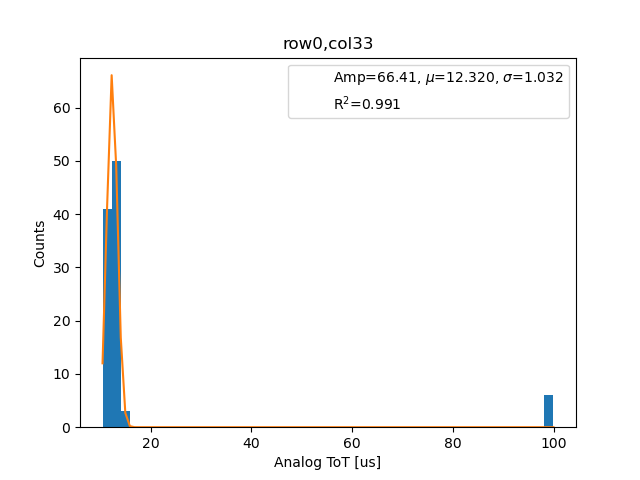 row0,col33
Amp=66.41, μ=12.320, σ=1.032
R²=0.991
60
50
40
30
20
10
0
Counts
20 40 60 80 100
Analog ToT [us]